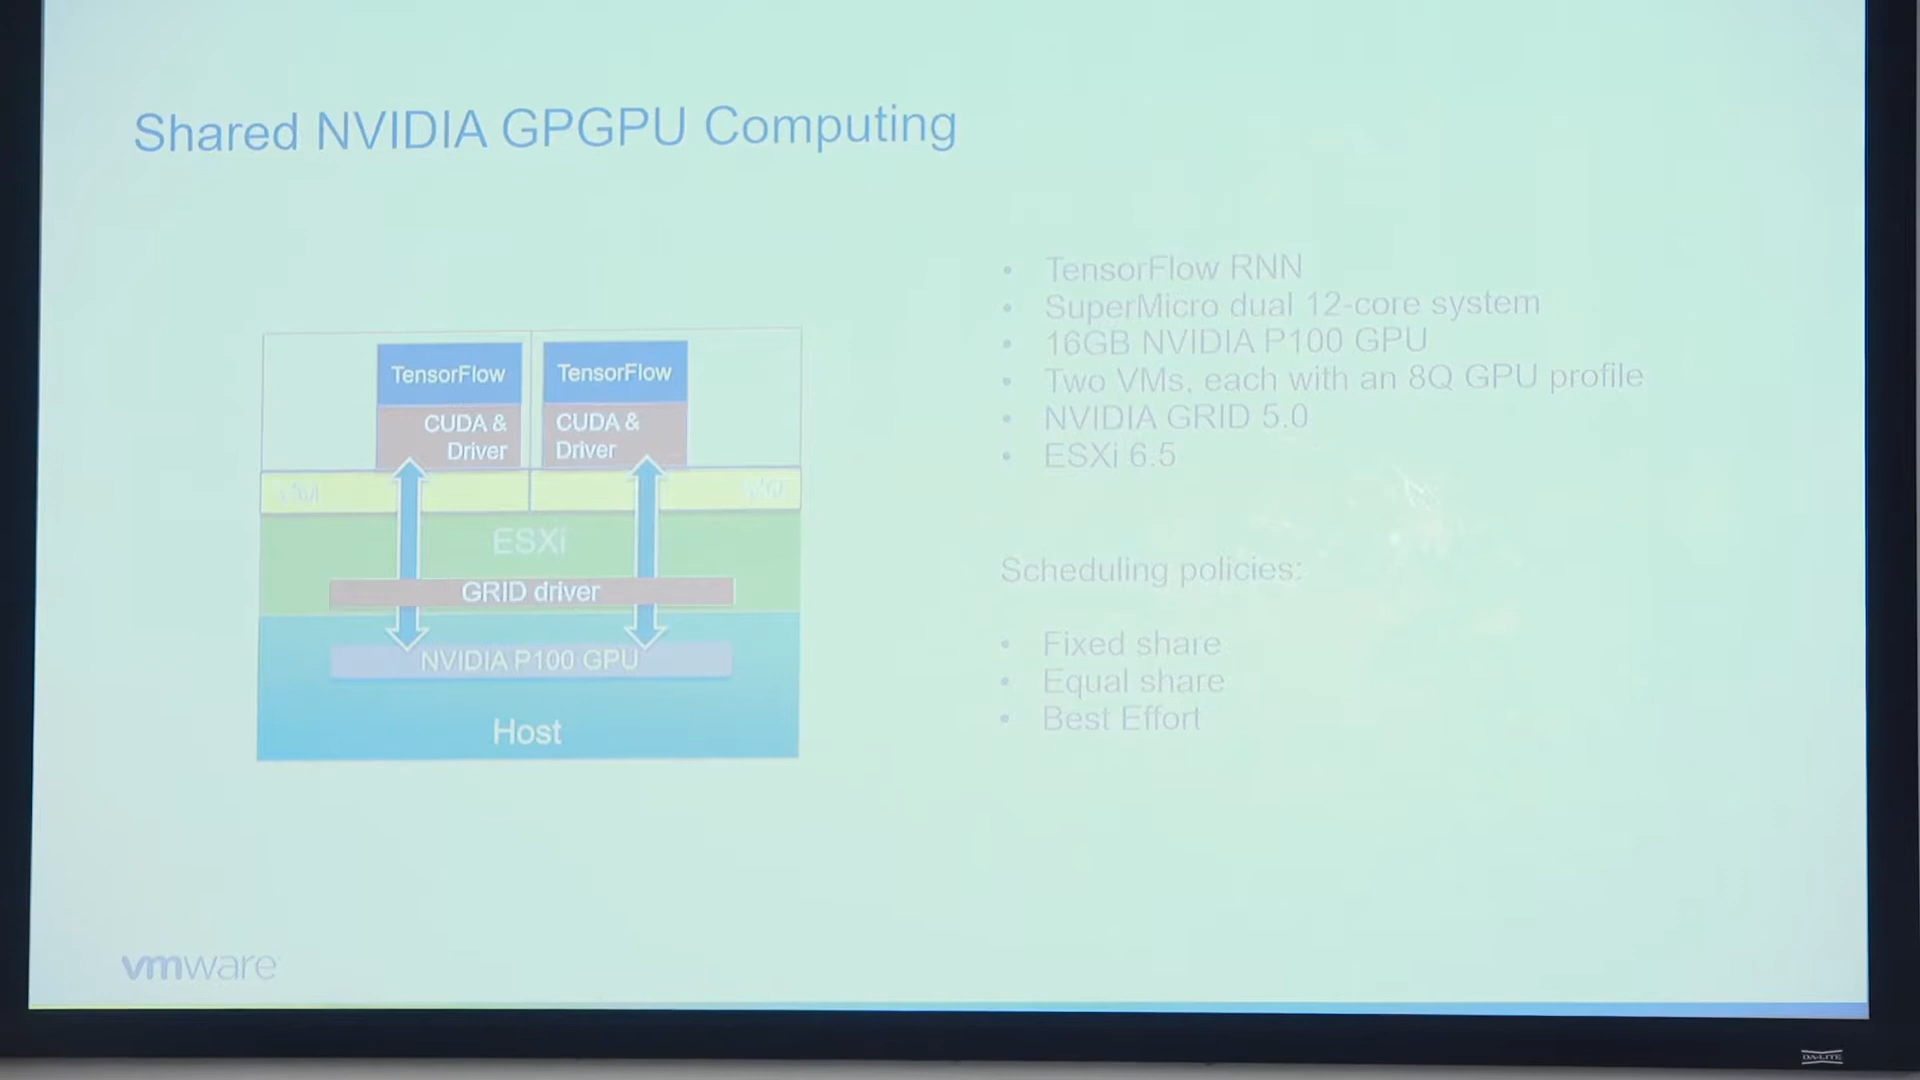 Shared NVIDIA GPGPU Computing
TensorFlow
TensorFlow
CUDA &
Driver
CUDA &
Driver
ESXi
GRID driver
NVIDIA P100 GPU
Host
• TensorFlow RNN
• SuperMicro dual 12-core system
• 16GB NVIDIA P100 GPU
• Two VMs, each with an 8Q GPU profile
• NVIDIA GRID 5.0
• ESXi 6.5
Scheduling policies:
• Fixed share
• Equal share
• Best Effort
vmware
DA-LITE